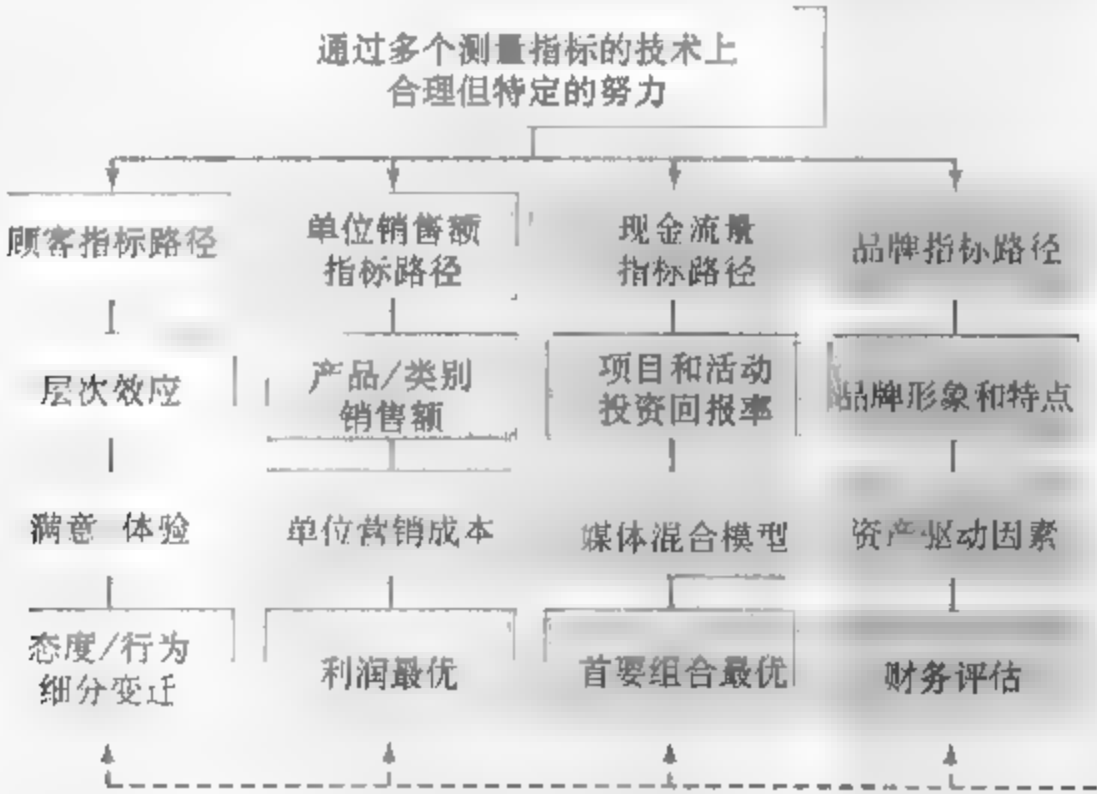 通过多个测量指标的技术上
合理但特定的努力
顾客指标路径
单位销售额
指标路径
现金流量
指标路径
品牌指标路径
层次效应
产品/类别
销售额
项目和活动
投资回报率
品牌形象和特点
满意 体验
单位营销成本
媒体混合模型
资产驱动因素
态度/行为
细分变迁
利润最优
首要组合最优
财务评估